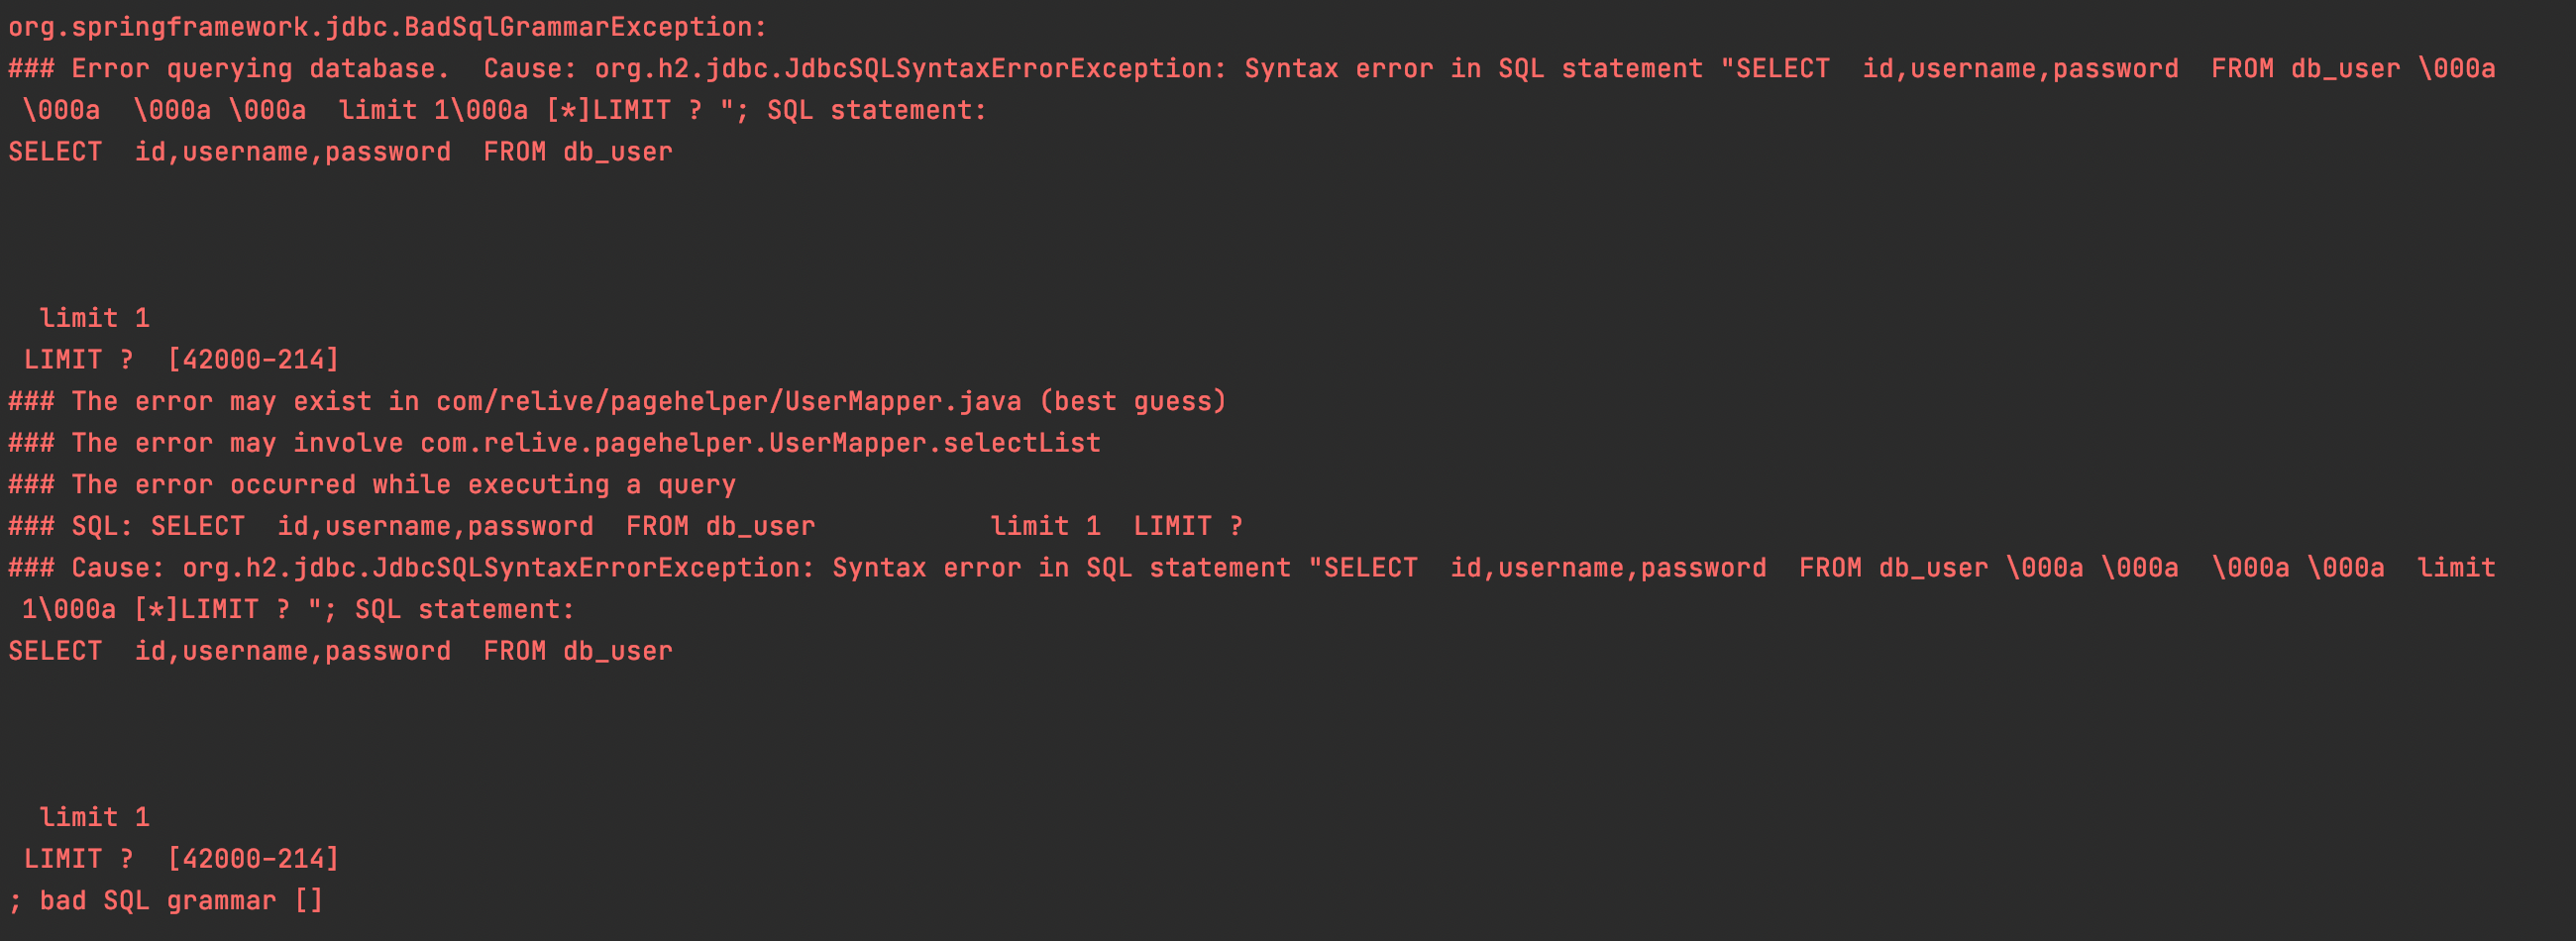 org.springframework.jdbc.BadSqlGrammarException:
### Error querying database.  Cause: org.h2.jdbc.JdbcSQLSyntaxErrorException: Syntax error in SQL statement "SELECT  id,username,password  FROM db_user \000a
 \000a  \000a \000a  limit 1\000a [*]LIMIT ? "; SQL statement:
SELECT  id,username,password  FROM db_user
  limit 1
 LIMIT ?  [42000-214]
### The error may exist in com/relive/pagehelper/UserMapper.java (best guess)
### The error may involve com.relive.pagehelper.UserMapper.selectList
### The error occurred while executing a query
### SQL: SELECT  id,username,password  FROM db_user           limit 1  LIMIT ?
### Cause: org.h2.jdbc.JdbcSQLSyntaxErrorException: Syntax error in SQL statement "SELECT  id,username,password  FROM db_user \000a \000a  \000a \000a  limit
 1\000a [*]LIMIT ? "; SQL statement:
SELECT  id,username,password  FROM db_user
  limit 1
 LIMIT ?  [42000-214]
; bad SQL grammar []